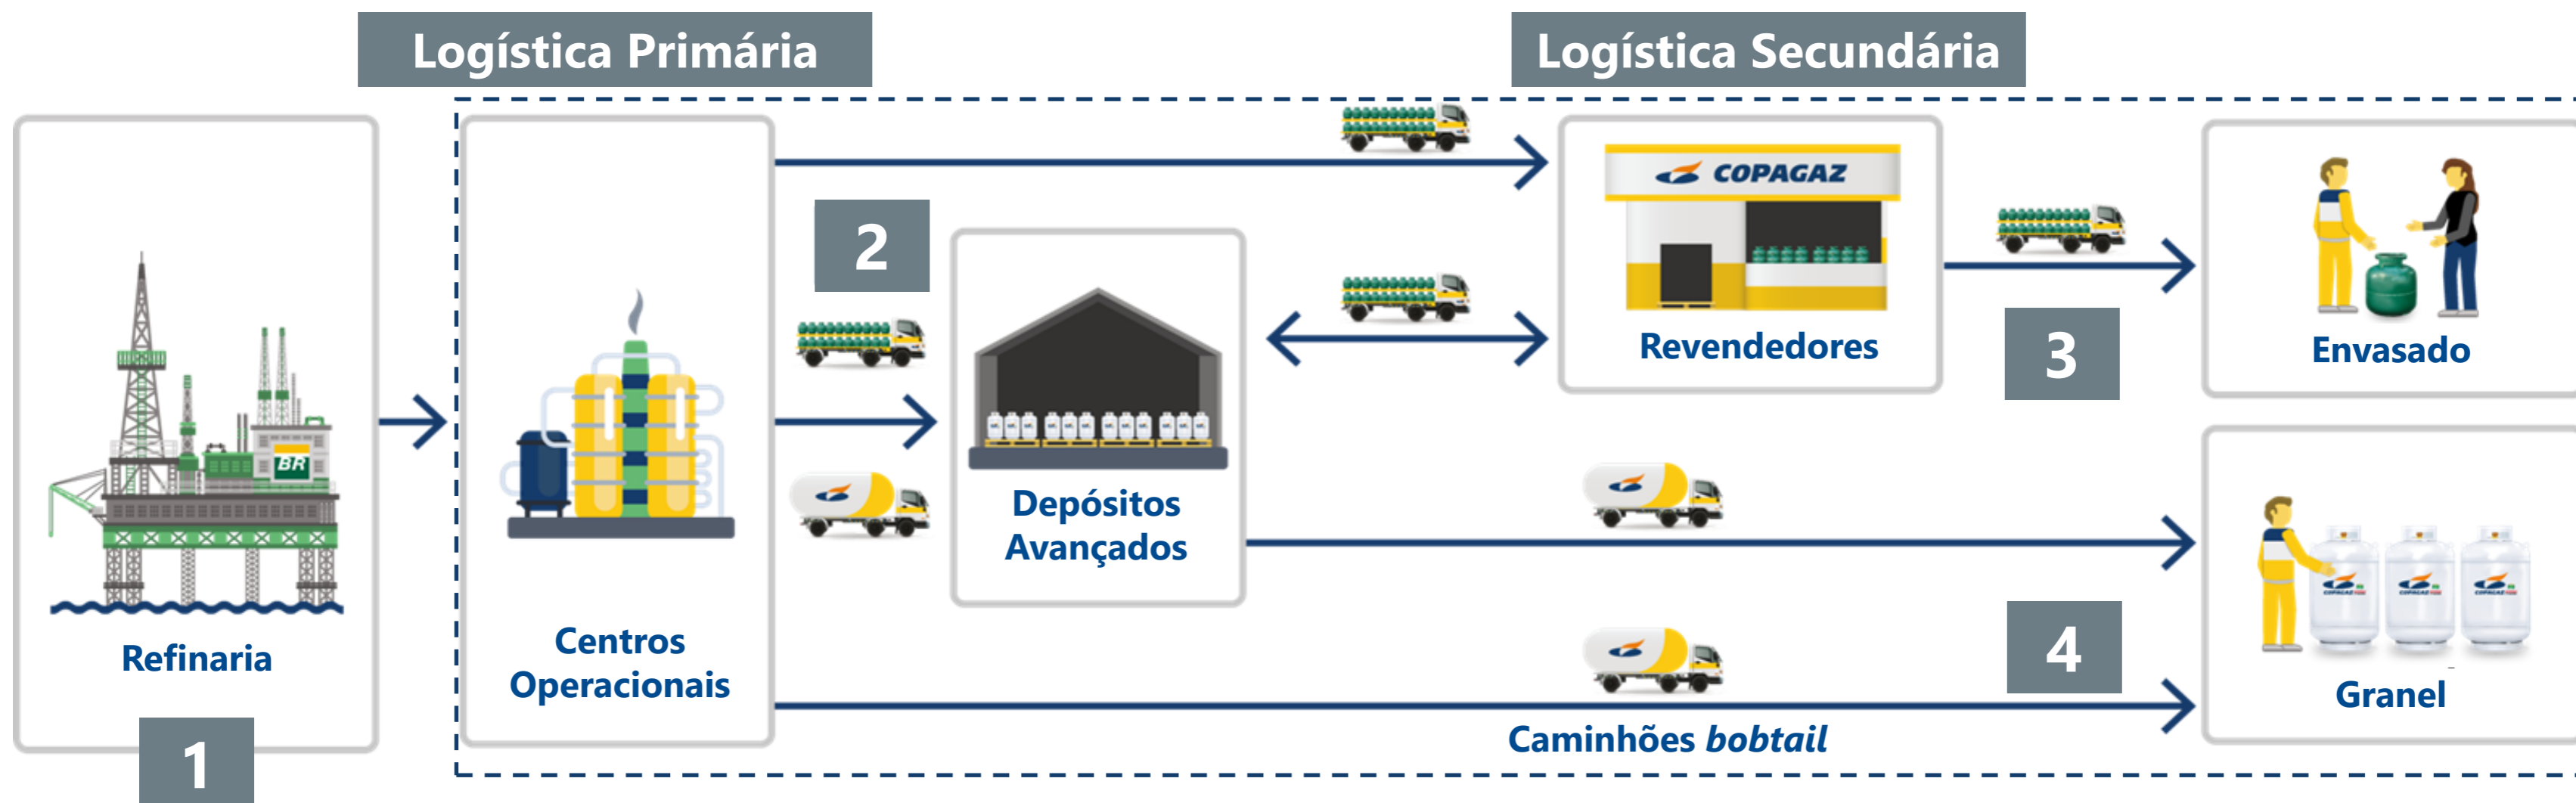 Logística Primária
Logística Secundária
COPAGAZ
2
Revendedores
3
Envasado
BR
Depósitos
Avançados
Centros
Operacionais
Refinaria
1
4
Granel
Caminhões bobtail